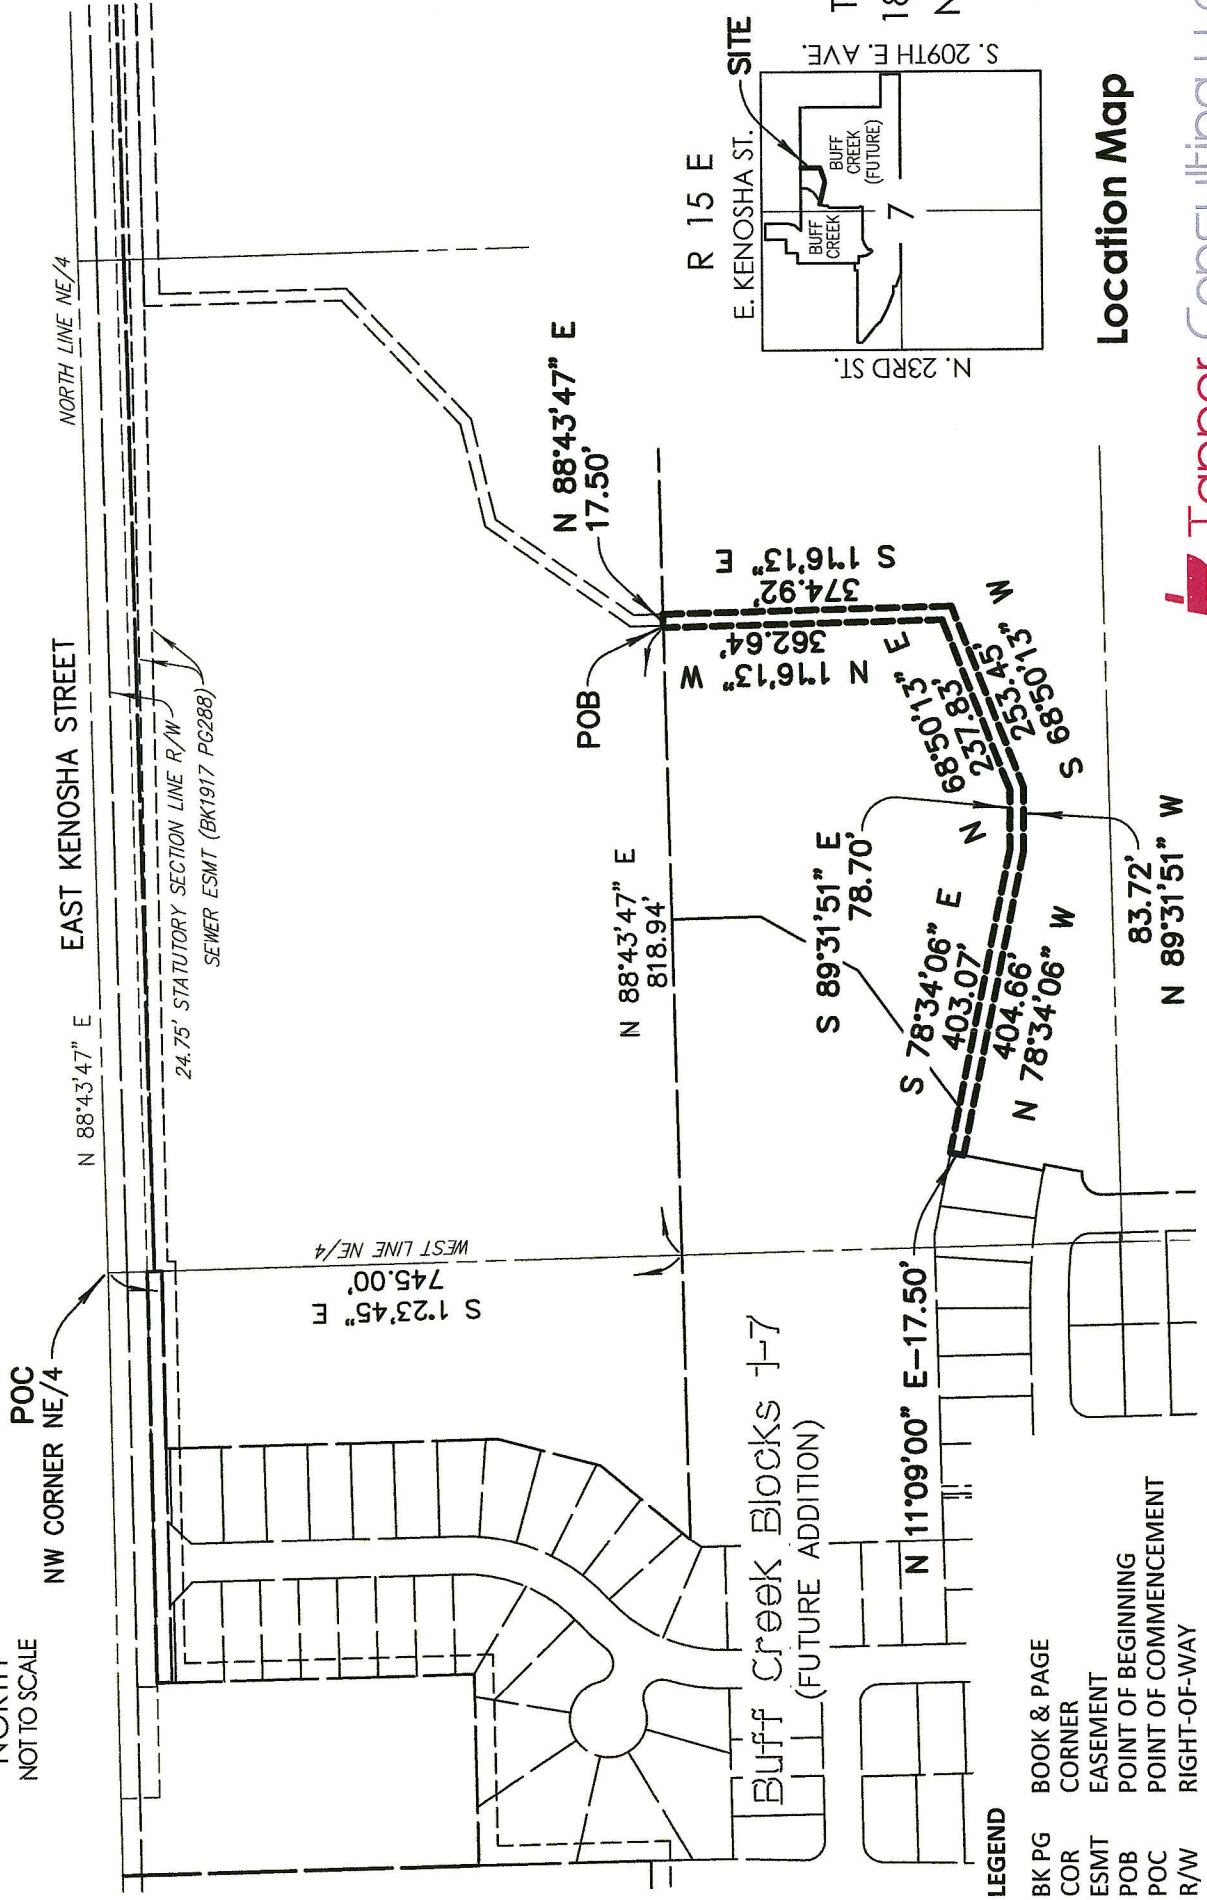 NORTH
NOT TO SCALE
POC
NW CORNER NE/4
N 88°43'47" E
EAST KENOSHA STREET
NORTH LINE NE/4
24.75' STATUTORY SECTION LINE R/W
SEWER ESMT (BK1917 PG288)
S 1°23'45" E
745.00'
WEST LINE NE/4
N 88°43'47" E
818.94'
POB
N 88°43'47" E
17.50'
S 1°16'13" E
374.92'
362.64'
N 1°16'13" W
S 89°31'51" E
78.70'
N 68°50'13" E
237.83'
253.45'
S 68°50'13" W
S 78°34'06" E
403.07'
404.66'
N 78°34'06" W
83.72'
N 89°31'51" W
N 11°09'00" E-17.50'
Buff Creek Blocks 1-7
(FUTURE ADDITION)
R 15 E
E. KENOSHA ST.
SITE
N. 23RD ST.
S. 209TH E. AVE.
BUFF
CREEK
BUFF
CREEK
(FUTURE)
7
T
18
N
Location Map
LEGEND
BK PG BOOK & PAGE
COR CORNER
ESMT EASEMENT
POB POINT OF BEGINNING
POC POINT OF COMMENCEMENT
R/W RIGHT-OF-WAY